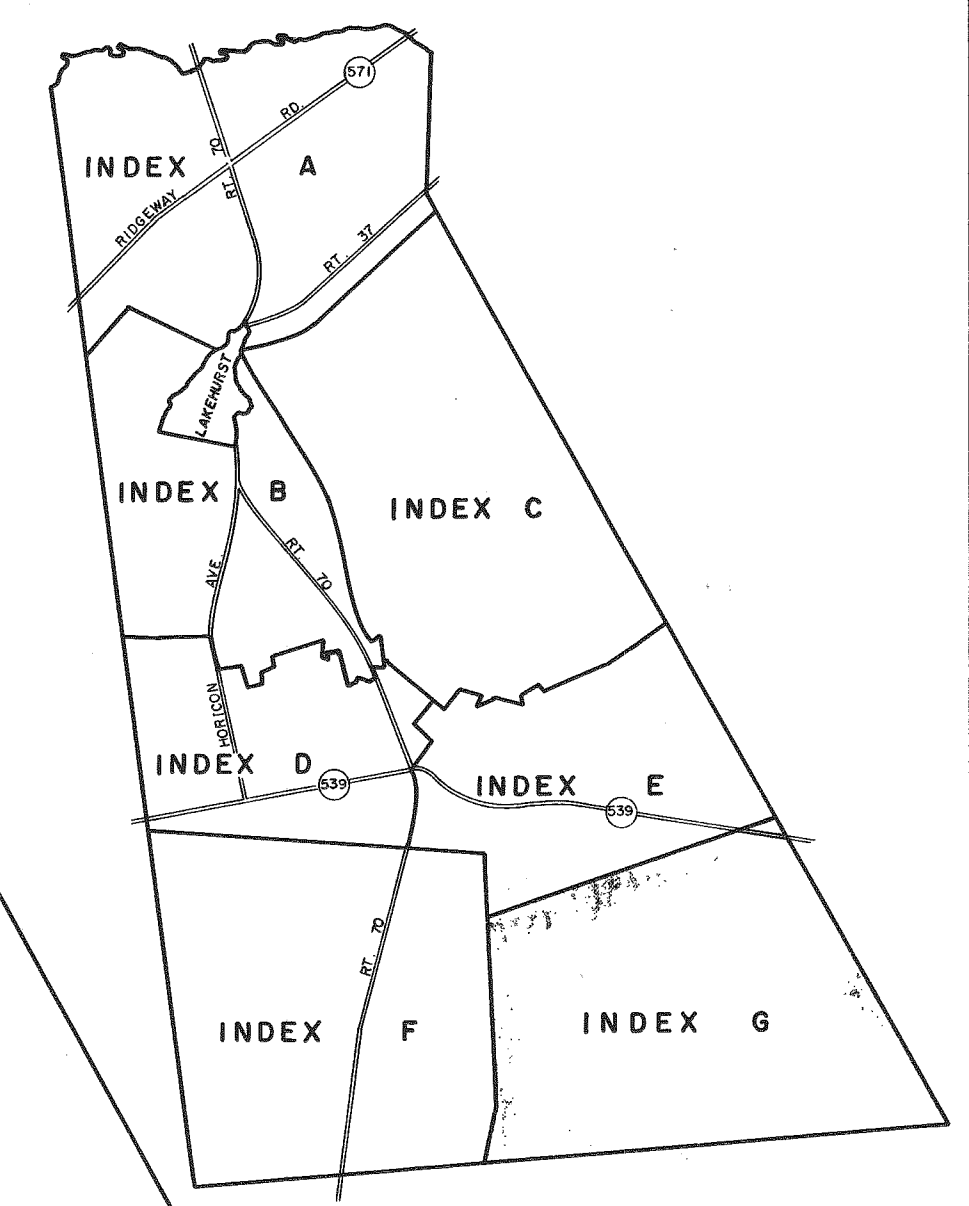 571
RIDGEWAY RD.
RT. 70
INDEX A
RT. 37
LAKEHURST
INDEX B
INDEX C
AVE.
RT. 70
HORICON
INDEX D
539
INDEX E
539
RT. 70
INDEX F
INDEX G